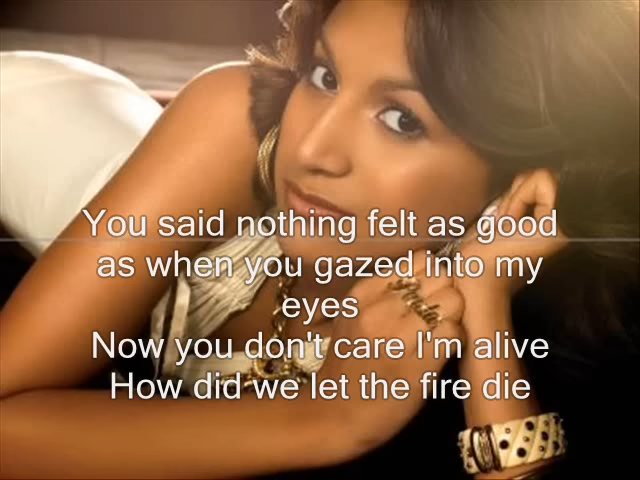 You said nothing felt as good
as when you gazed into my
eyes
Now you don't care I'm alive
How did we let the fire die